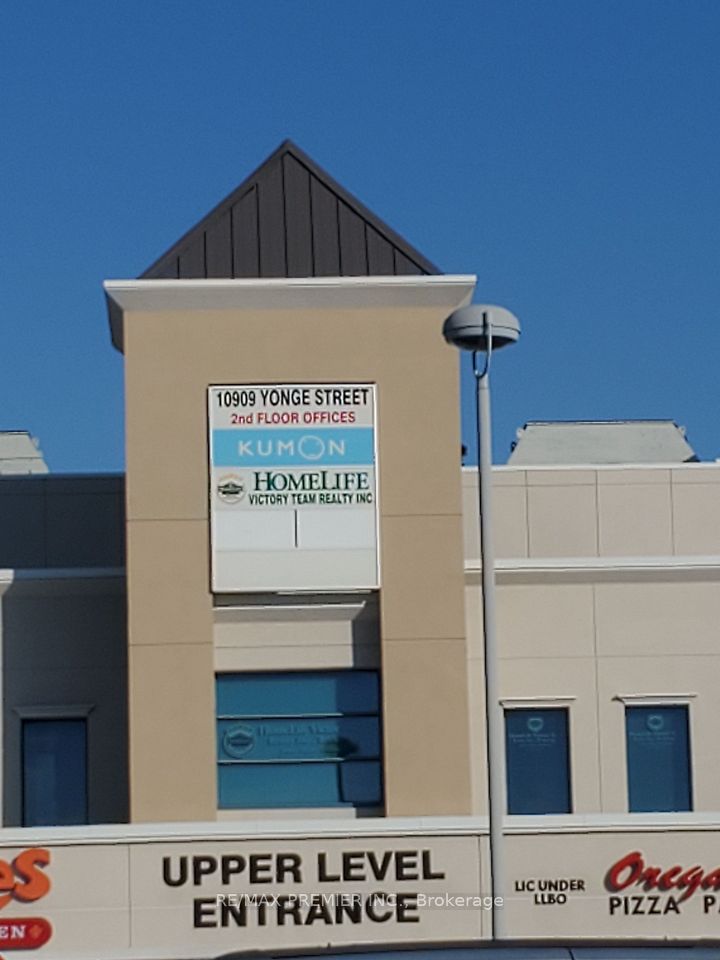 10909 YONGE STREET
2nd FLOOR OFFICES
KUMON
HOMELIFE
VICTORY TEAM REALTY INC
UPPER LEVEL
ENTRANCE
LIC UNDER
LLBO
PIZZA
RE/MAX PREMIER INC., Brokerage